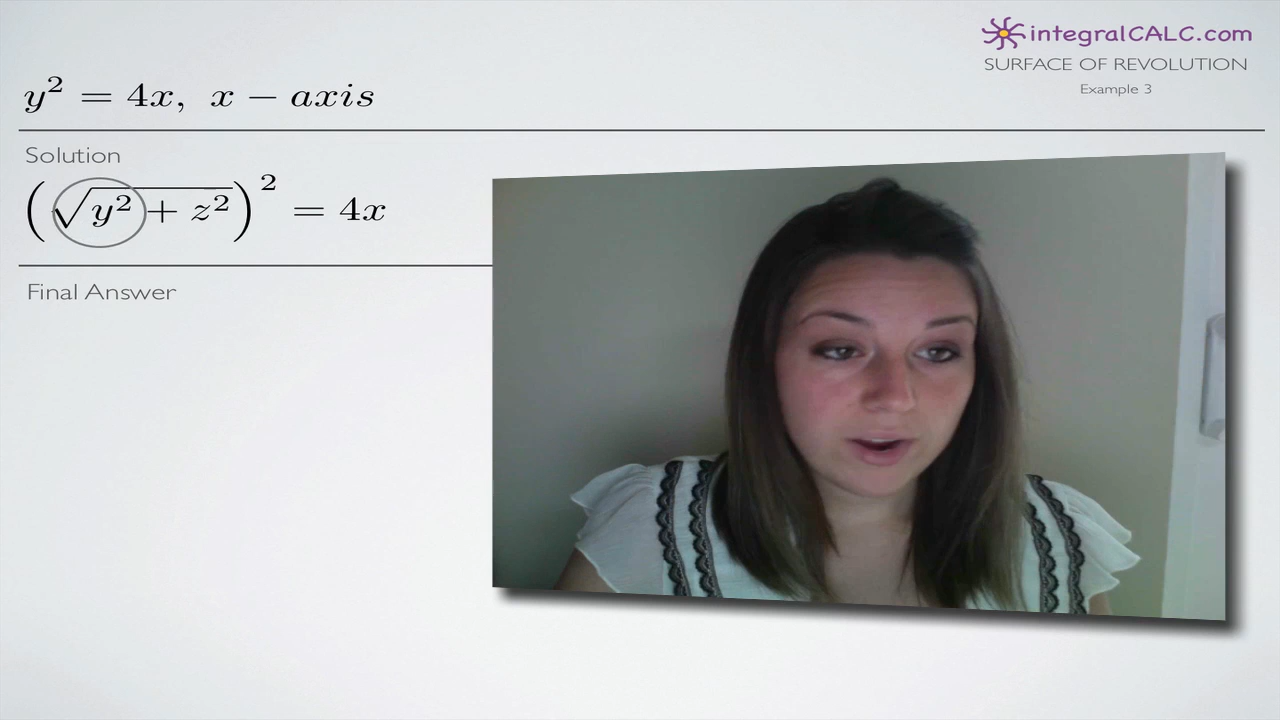 integralCALC.com
SURFACE OF REVOLUTION
Example 3
y² = 4x, x − axis
Solution
(√(y² + z²))² = 4x
Final Answer